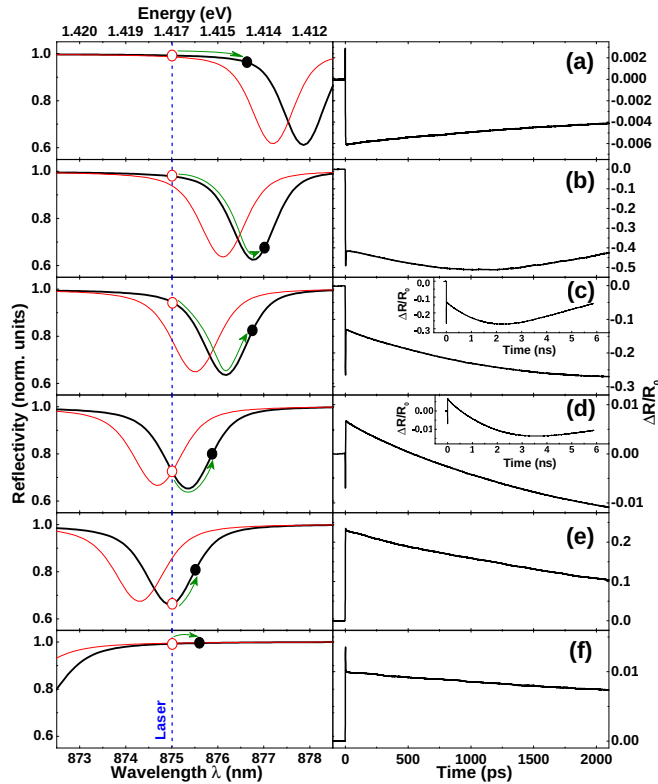 Energy (eV)
1.420 1.419 1.417 1.415 1.414 1.412
1.0
0.8
0.6
(a)
0.002
0.000
-0.002
-0.004
-0.006
1.0
0.8
0.6
(b)
0.0
-0.1
-0.2
-0.3
-0.4
-0.5
1.0
0.8
0.6
(c)
0.0
-0.1
-0.2
-0.3
ΔR/R0
0.0
-0.1
-0.2
-0.3
0 1 2 3 4 5 6
Time (ns)
Reflectivity (norm. units)
ΔR/R0
1.0
0.8
0.6
(d)
0.01
0.00
-0.01
ΔR/R0
0.00
-0.01
0 1 2 3 4 5 6
Time (ns)
1.0
0.8
0.6
(e)
0.2
0.1
0.0
1.0
0.8
0.6
Laser
(f)
0.01
0.00
873 874 875 876 877 878
Wavelength λ (nm)
0 500 1000 1500 2000
Time (ps)